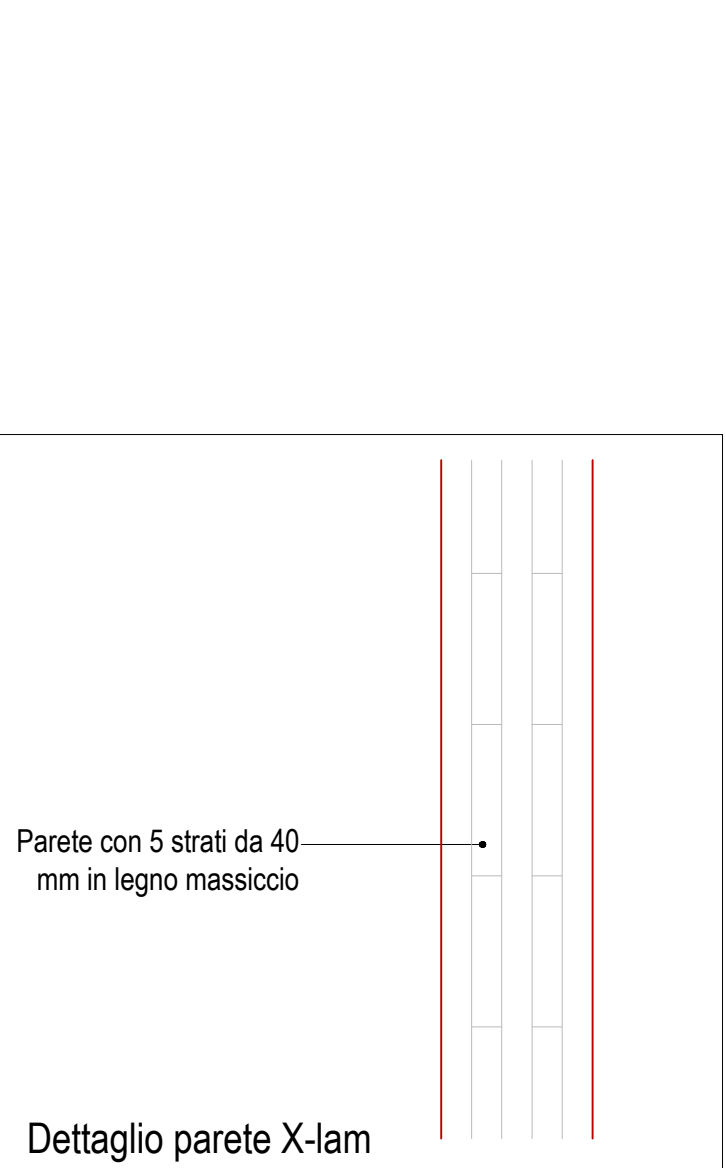 Parete con 5 strati da 40
mm in legno massiccio
Dettaglio parete X-lam